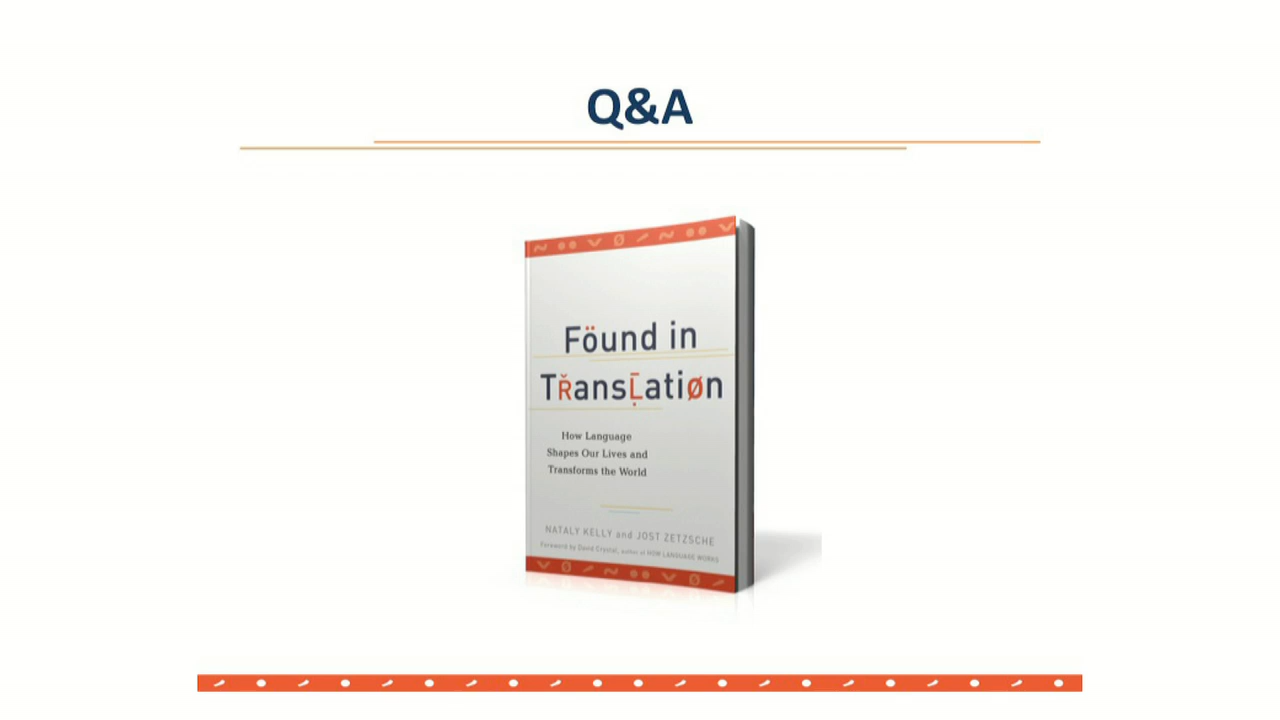 Q&A
Föund in
TřansḸatiøn
How Language
Shapes Our Lives and
Transforms the World
NATALY KELLY and JOST ZETZSCHE
Foreword by David Crystal, author of HOW LANGUAGE WORKS